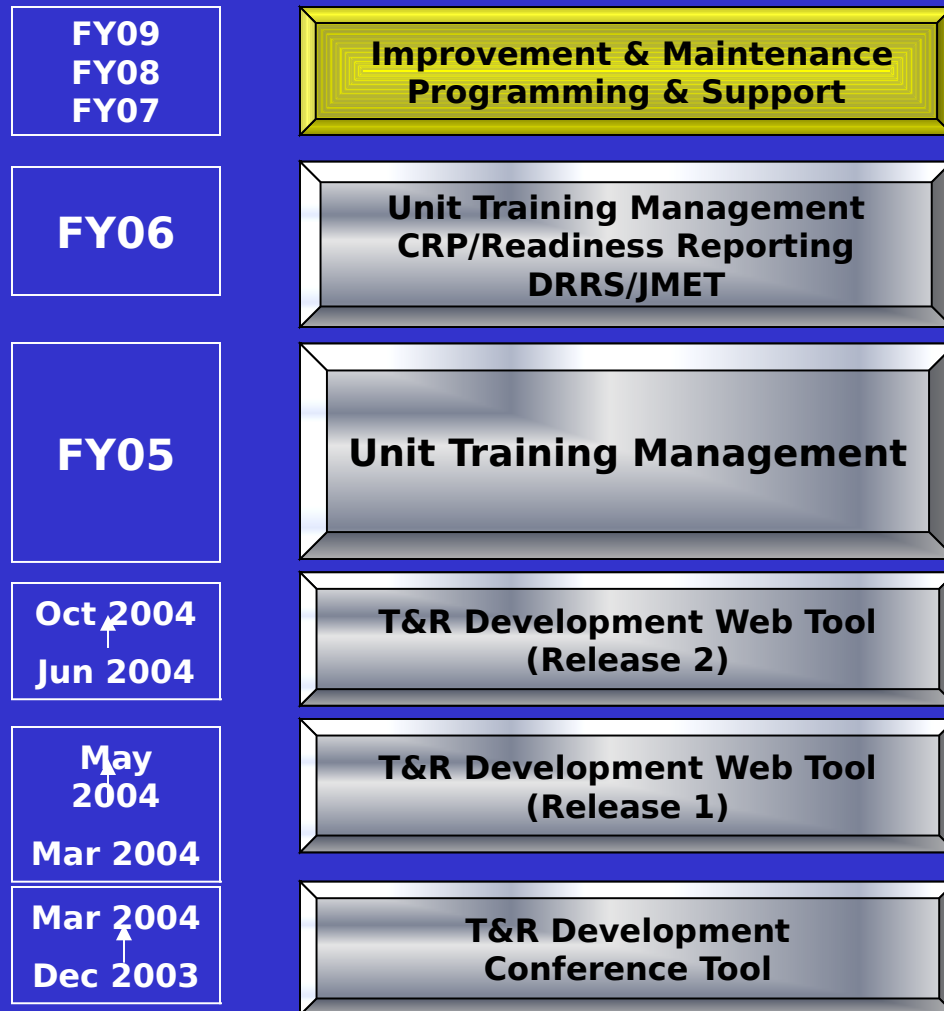 FY09
FY08
FY07
Improvement & Maintenance
Programming & Support
FY06
Unit Training Management
CRP/Readiness Reporting
DRRS/JMET
FY05
Unit Training Management
Oct 2004
Jun 2004
T&R Development Web Tool
(Release 2)
May
2004
Mar 2004
T&R Development Web Tool
(Release 1)
Mar 2004
Dec 2003
T&R Development
Conference Tool